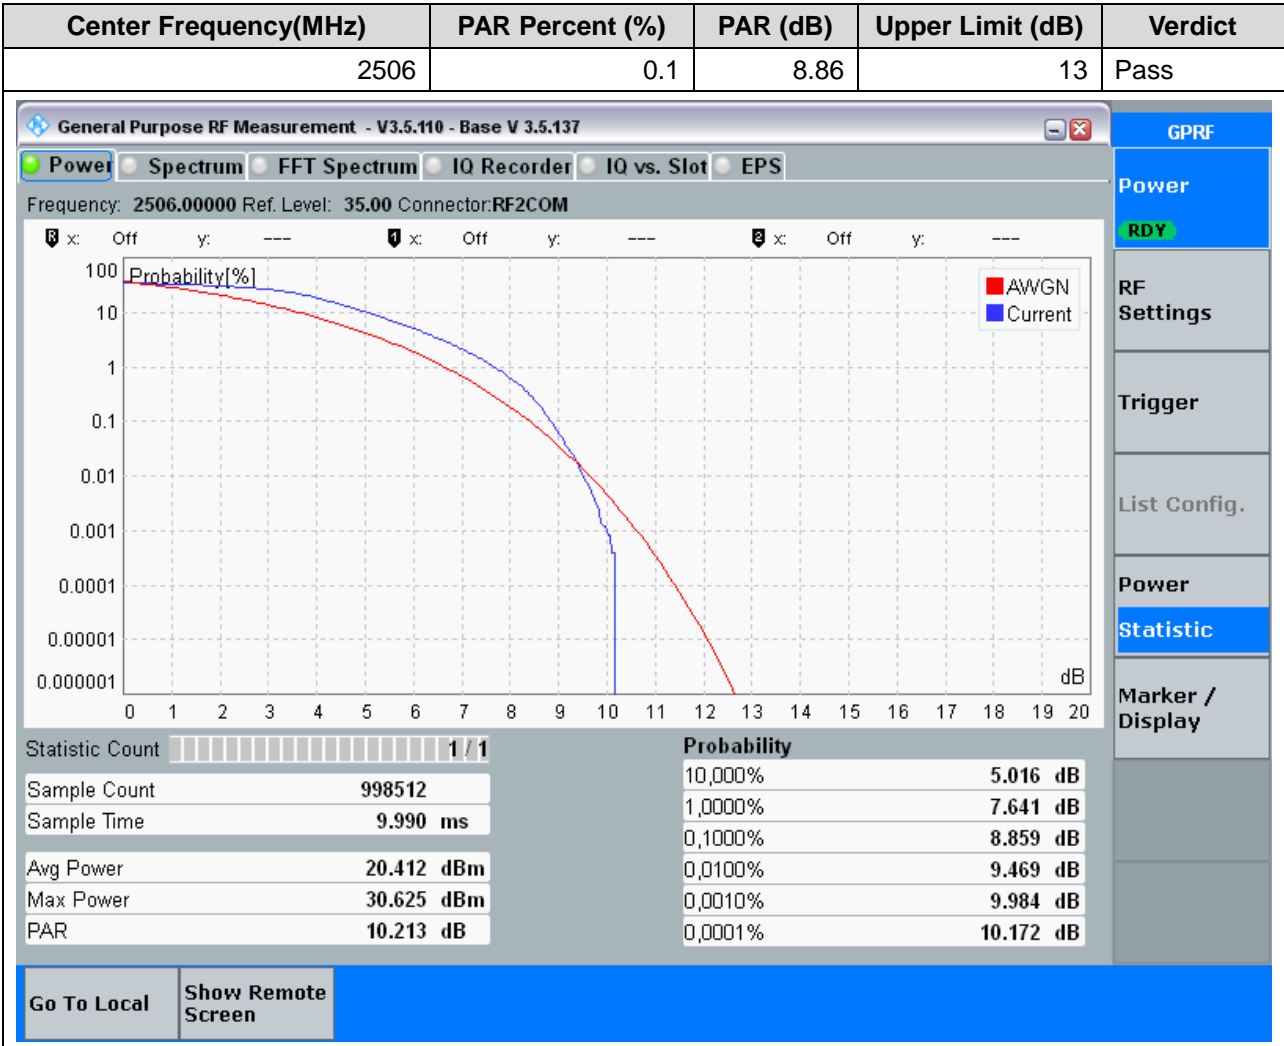 Center Frequency(MHz) PAR Percent (%) PAR (dB) Upper Limit (dB) Verdict
2506 0.1 8.86 13 Pass
General Purpose RF Measurement - V3.5.110 - Base V 3.5.137
GPRF
Power Spectrum FFT Spectrum IQ Recorder IQ vs. Slot EPS
Frequency: 2506.00000 Ref. Level: 35.00 Connector:RF2COM
R x: Off y: --- 1 x: Off y: --- 2 x: Off y: ---
Probability[%]
AWGN
Current
100
10
1
0.1
0.01
0.001
0.0001
0.00001
0.000001
dB
0 1 2 3 4 5 6 7 8 9 10 11 12 13 14 15 16 17 18 19 20
Statistic Count 1 / 1
Sample Count 998512
Sample Time 9.990 ms
Avg Power 20.412 dBm
Max Power 30.625 dBm
PAR 10.213 dB
Probability
10,000% 5.016 dB
1,0000% 7.641 dB
0,1000% 8.859 dB
0,0100% 9.469 dB
0,0010% 9.984 dB
0,0001% 10.172 dB
Power
RDY
RF
Settings
Trigger
List Config.
Power
Statistic
Marker /
Display
Go To Local
Show Remote
Screen